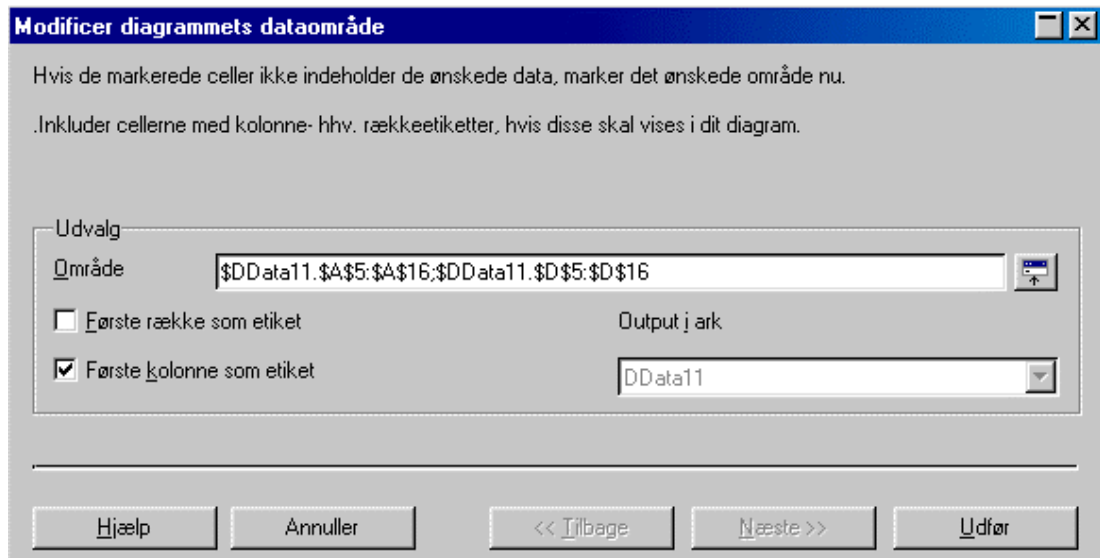 Modificer diagrammets dataområde
Hvis de markerede celler ikke indeholder de ønskede data, marker det ønskede område nu.
.Inkluder cellerne med kolonne- hhv. rækkeetiketter, hvis disse skal vises i dit diagram.
Udvalg
Område
$DData11.$A$5:$A$16;$DData11.$D$5:$D$16
Første række som etiket
Output i ark
Første kolonne som etiket
DData11
Hjælp
Annuller
<< Tilbage
Næste >>
Udfør